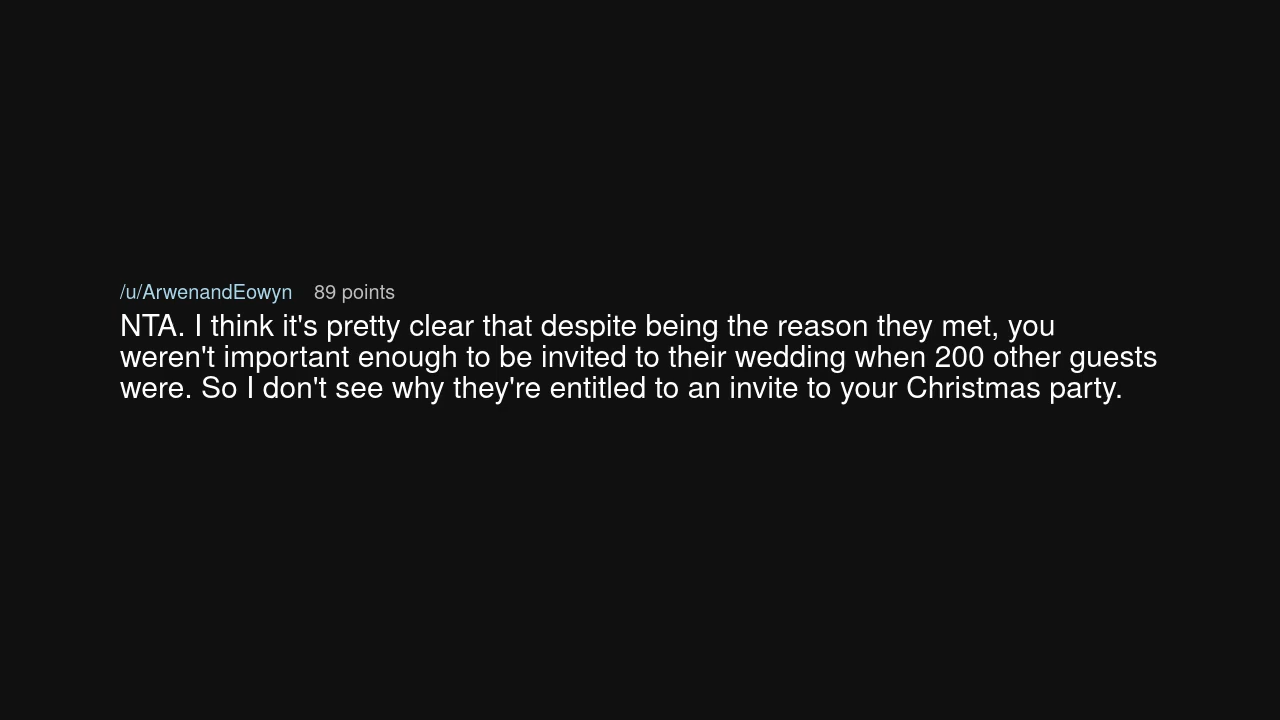 /u/ArwenandEowyn 89 points
NTA. I think it's pretty clear that despite being the reason they met, you
weren't important enough to be invited to their wedding when 200 other guests
were. So I don't see why they're entitled to an invite to your Christmas party.